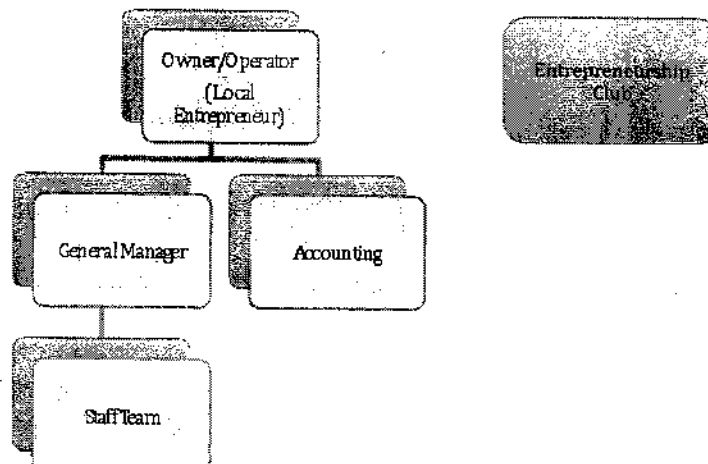 Owner/Operator
(Local
Entrepreneur)
Entrepreneurship
Club
General Manager
Accounting
Staff Team